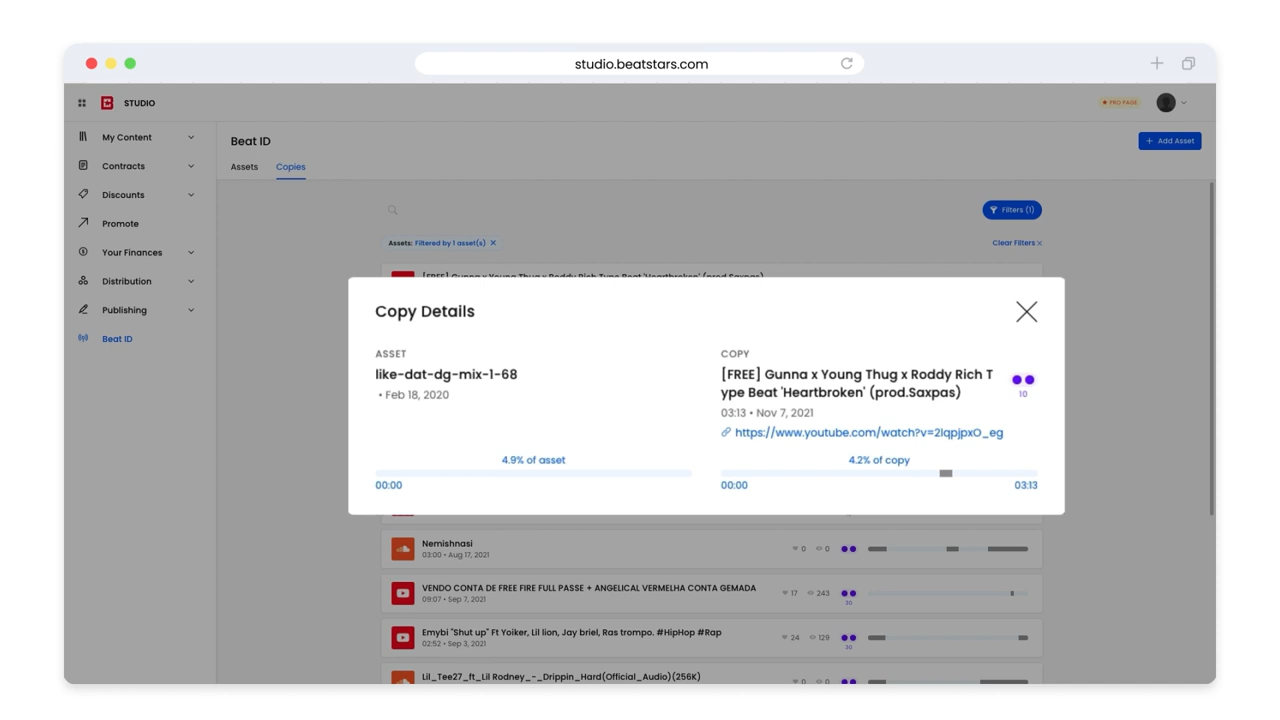 studio.beatstars.com
STUDIO
PRO PAGE
My Content
Contracts
Discounts
Promote
Your Finances
Distribution
Publishing
Beat ID
Beat ID
+ Add Asset
Assets Copies
Filters (1)
Assets: Filtered by 1 asset(s) ×
Clear Filters ×
[FREE] Gunna x Young Thug x Roddy Rich Type Beat 'Heartbroken' (prod.Saxpas)
Copy Details
ASSET
like-dat-dg-mix-1-68
• Feb 18, 2020
4.9% of asset
00:00
COPY
[FREE] Gunna x Young Thug x Roddy Rich T
ype Beat 'Heartbroken' (prod.Saxpas)
10
03:13 • Nov 7, 2021
https://www.youtube.com/watch?v=2lqpjpxO_eg
4.2% of copy
00:00 03:13
Nemishnasi
03:00 • Aug 17, 2021
0 0
VENDO CONTA DE FREE FIRE FULL PASSE + ANGELICAL VERMELHA CONTA GEMADA
09:07 • Sep 7, 2021
17 243
30
Emybi "Shut up" Ft Yoiker, Lil lion, Jay briel, Ras trompo. #HipHop #Rap
02:52 • Sep 3, 2021
24 129
30
Lil_Tee27_ft_Lil Rodney_-_Drippin_Hard(Official_Audio)(256K)
0 0